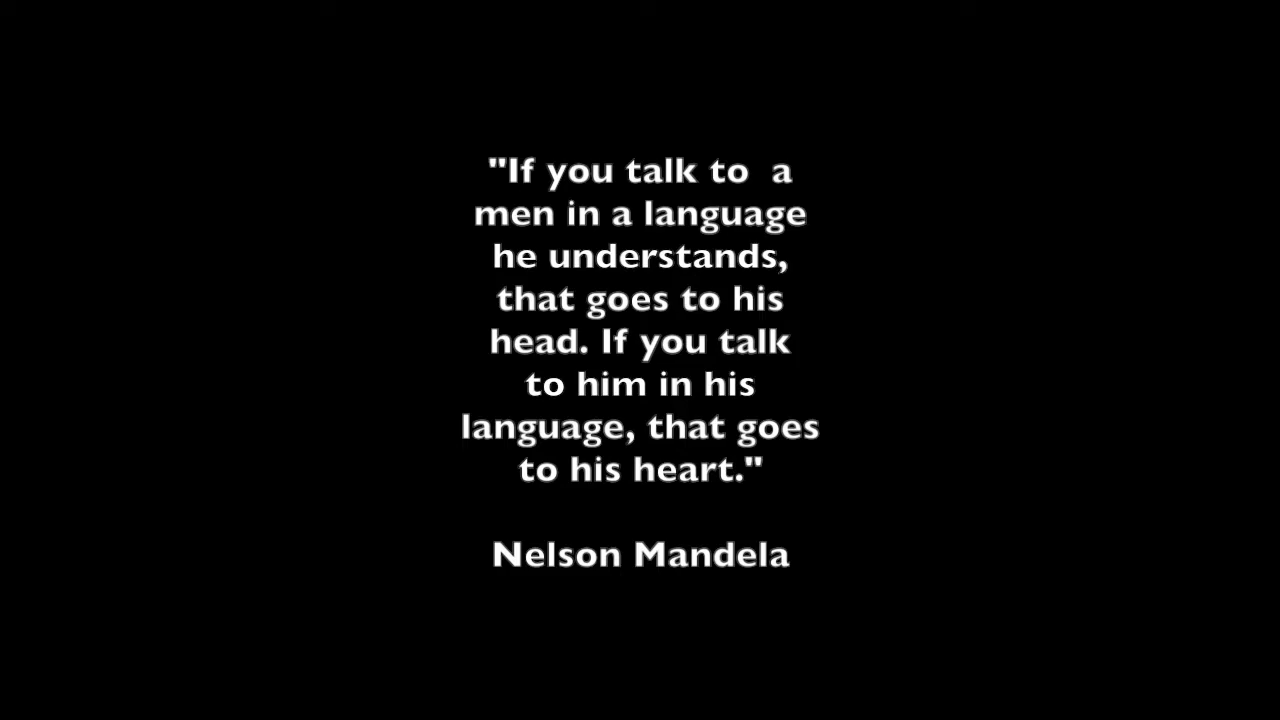 "If you talk to  a
men in a language
he understands,
that goes to his
head. If you talk
to him in his
language, that goes
to his heart."
Nelson Mandela